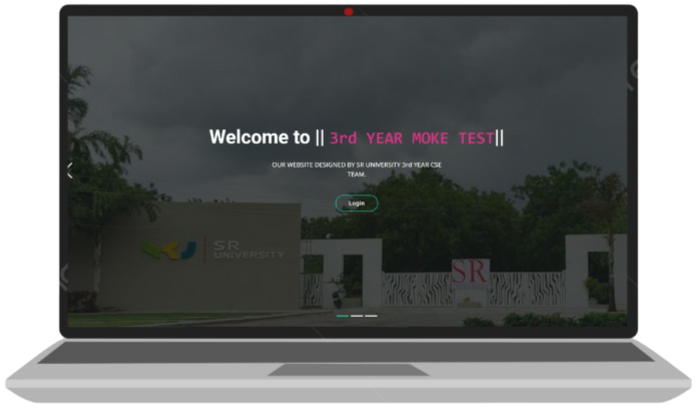 Welcome to || 3rd YEAR MOKE TEST||
OUR WEBSITE DESIGNED BY SR UNIVERSITY 3rd YEAR CSE
TEAM.
Login
SR
UNIVERSITY
SR